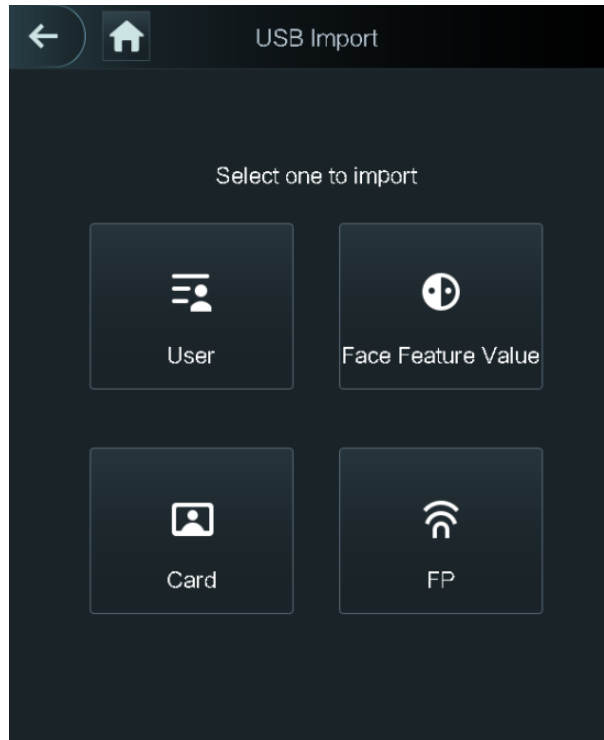 USB Import
Select one to import
User
Face Feature Value
Card
FP